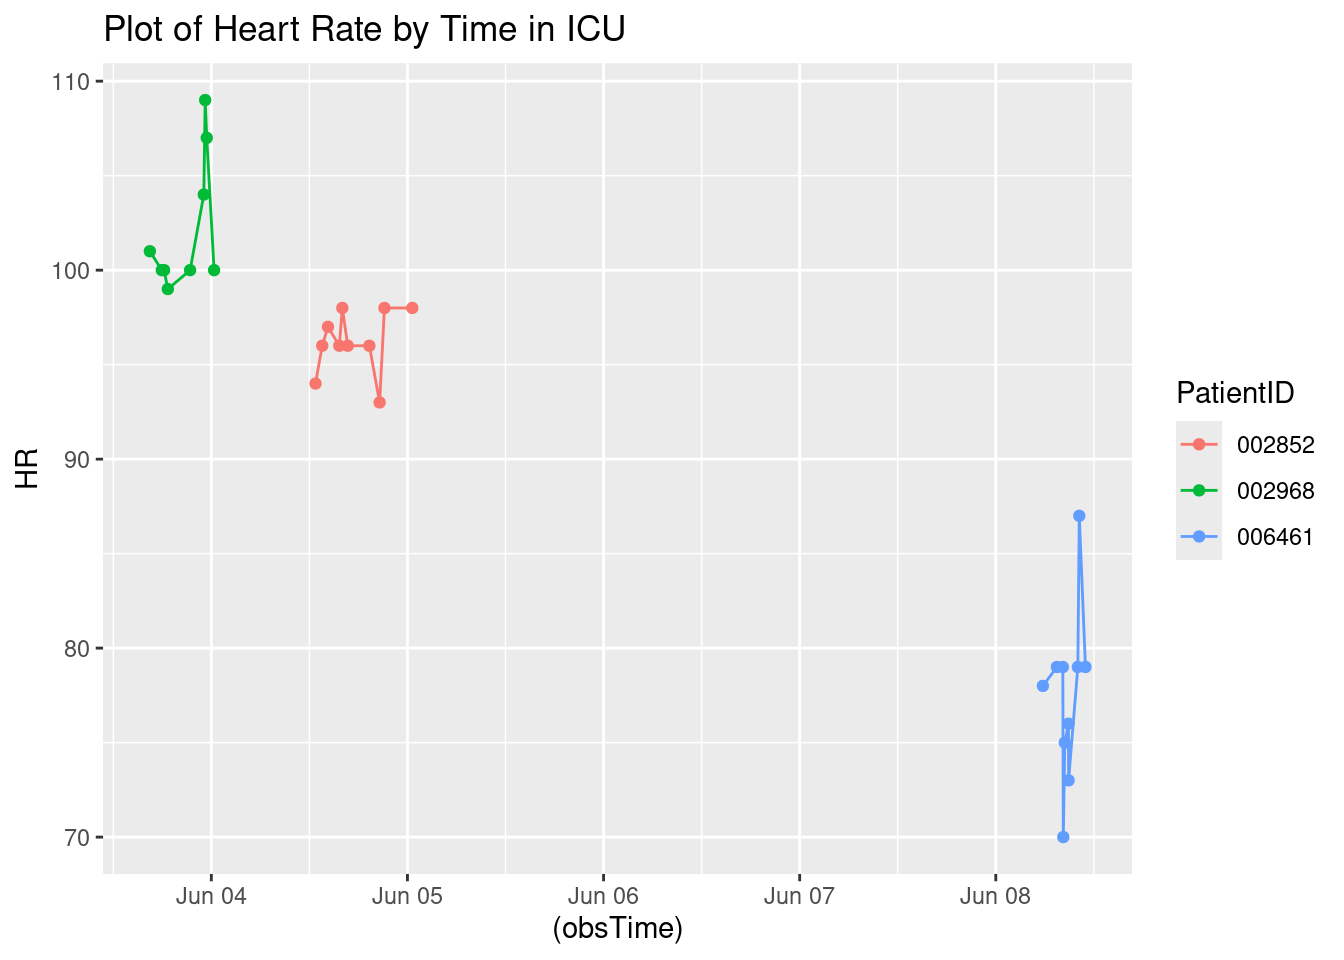 Plot of Heart Rate by Time in ICU
110
100
90
80
70
HR
Jun 04 Jun 05 Jun 06 Jun 07 Jun 08
(obsTime)
PatientID
002852
002968
006461